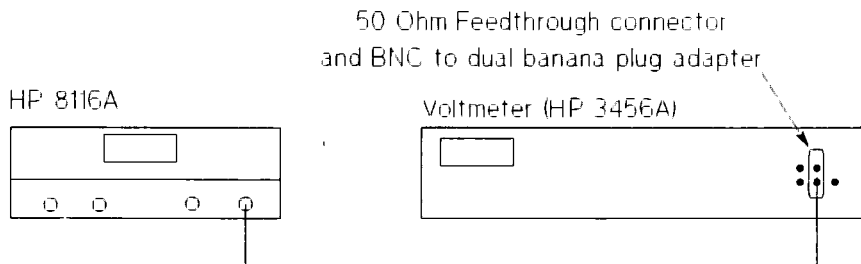 50 Ohm Feedthrough connector
and BNC to dual banana plug adapter
HP 8116A
Voltmeter (HP 3456A)